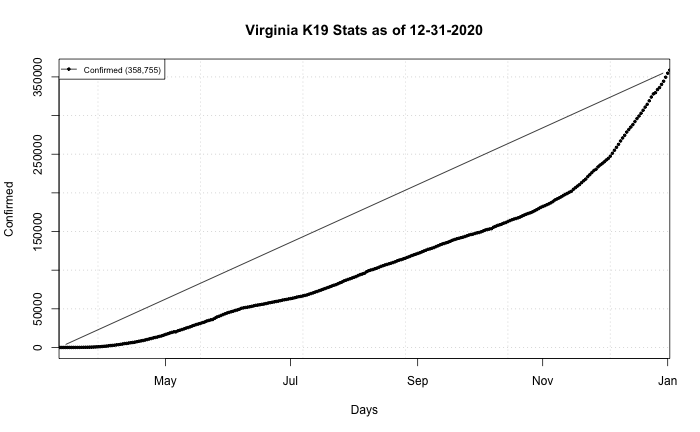 Virginia K19 Stats as of 12-31-2020
Confirmed (358,755)
Confirmed
350000
250000
150000
50000
0
May Jul Sep Nov Jan
Days